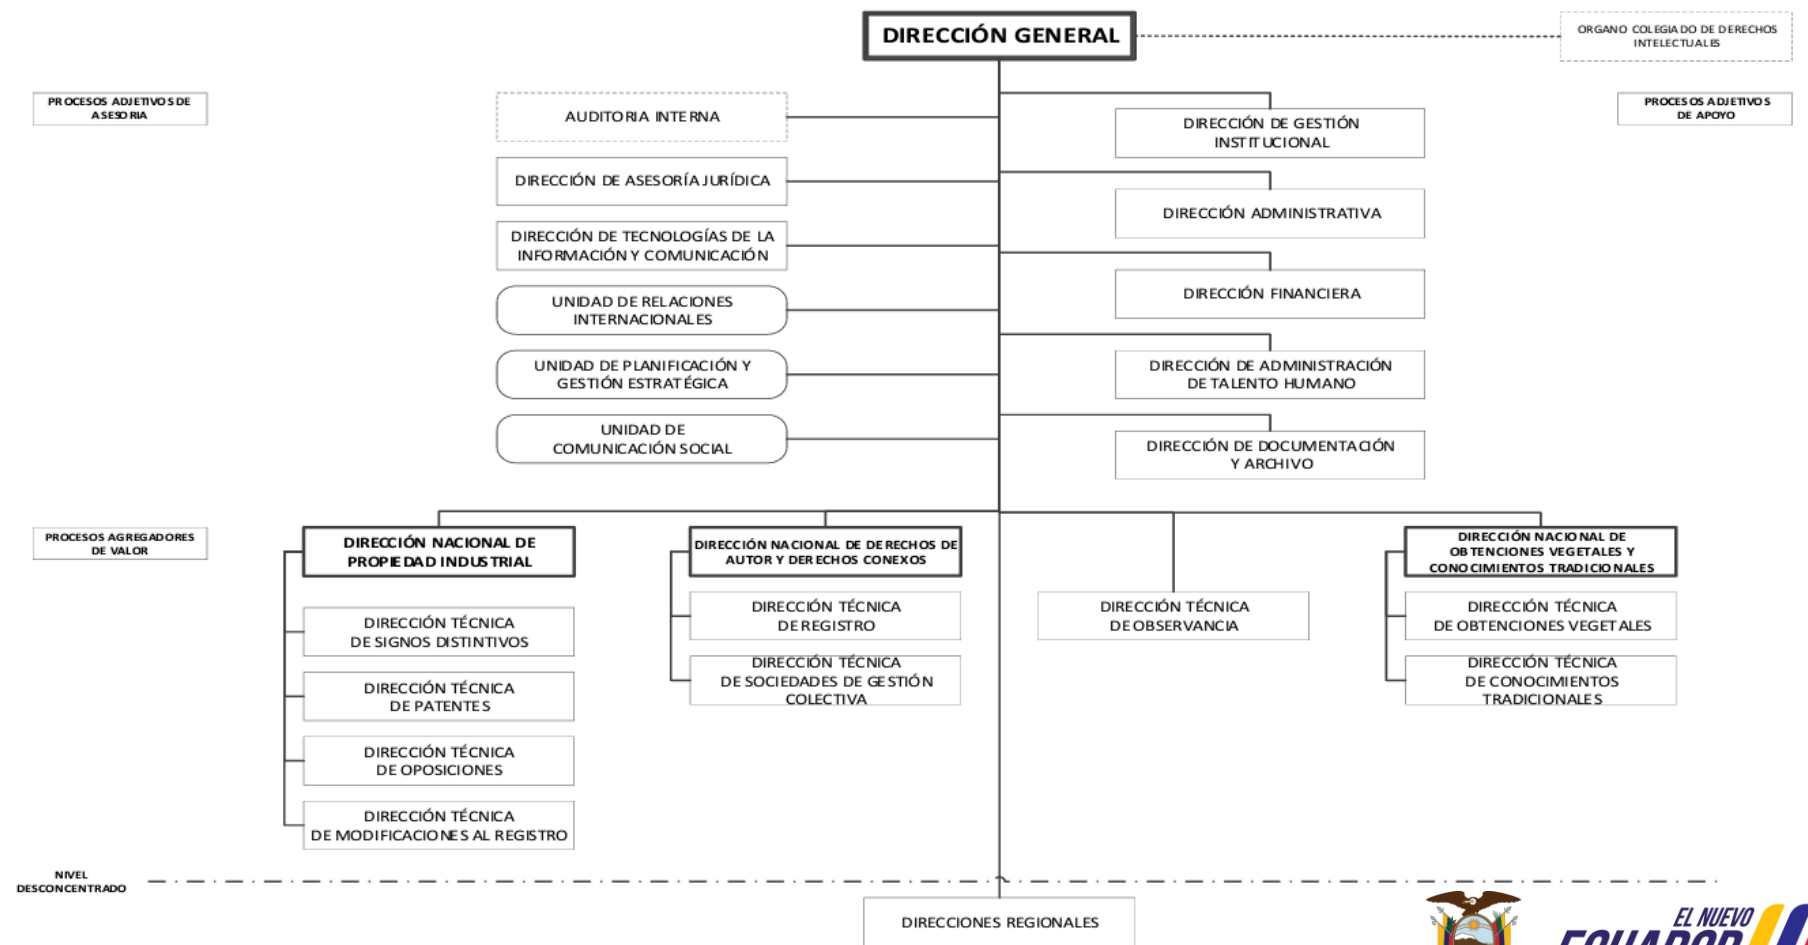 DIRECCIÓN GENERAL
ORGANO COLEGIADO DE DERECHOS
INTELECTUALES
PROCESOS ADJETIVOS DE
ASESORIA
PROCESOS ADJETIVOS
DE APOYO
AUDITORIA INTERNA
DIRECCIÓN DE ASESORÍA JURÍDICA
DIRECCIÓN DE TECNOLOGÍAS DE LA
INFORMACIÓN Y COMUNICACIÓN
UNIDAD DE RELACIONES
INTERNACIONALES
UNIDAD DE PLANIFICACIÓN Y
GESTIÓN ESTRATÉGICA
UNIDAD DE
COMUNICACIÓN SOCIAL
DIRECCIÓN DE GESTIÓN
INSTITUCIONAL
DIRECCIÓN ADMINISTRATIVA
DIRECCIÓN FINANCIERA
DIRECCIÓN DE ADMINISTRACIÓN
DE TALENTO HUMANO
DIRECCIÓN DE DOCUMENTACIÓN
Y ARCHIVO
PROCESOS AGREGADORES
DE VALOR
DIRECCIÓN NACIONAL DE
PROPIEDAD INDUSTRIAL
DIRECCIÓN TÉCNICA
DE SIGNOS DISTINTIVOS
DIRECCIÓN TÉCNICA
DE PATENTES
DIRECCIÓN TÉCNICA
DE OPOSICIONES
DIRECCIÓN TÉCNICA
DE MODIFICACIONES AL REGISTRO
DIRECCIÓN NACIONAL DE DERECHOS DE
AUTOR Y DERECHOS CONEXOS
DIRECCIÓN TÉCNICA
DE REGISTRO
DIRECCIÓN TÉCNICA
DE SOCIEDADES DE GESTIÓN
COLECTIVA
DIRECCIÓN TÉCNICA
DE OBSERVANCIA
DIRECCIÓN NACIONAL DE
OBTENCIONES VEGETALES Y
CONOCIMIENTOS TRADICIONALES
DIRECCIÓN TÉCNICA
DE OBTENCIONES VEGETALES
DIRECCIÓN TÉCNICA
DE CONOCIMIENTOS
TRADICIONALES
NIVEL
DESCONCENTRADO
DIRECCIONES REGIONALES
EL NUEVO
ECUADOR